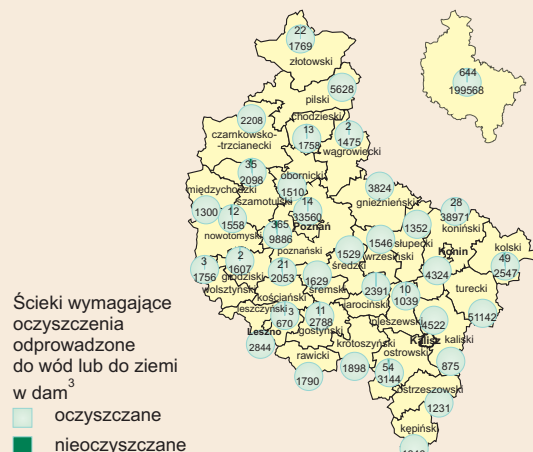 22
1769
złotowski
644
199568
5628
pilski
chodzieski
2208
13
1758
2
1475
czarnkowsko-
-trzcianecki
wągrowiecki
35
2098
obornicki
międzychodzki
1510
3824
szamotulski
14
33560
gnieźnieński
28
38971
1300
12
1558
Poznań
1352
koniński
365
9886
nowotomyski
1546
słupecki
kolski
poznański
1529
wrzesiński
Konin
49
2547
2
1607
średzki
3
1756
21
2053
4324
grodziski
1629
1
2391
10
1039
turecki
wolsztyński
kościański
śremski
jarociński
leszczyński
3
670
11
2788
pleszewski
51142
4522
Leszno
gostyński
krotoszyński
Kalisz
kaliski
2844
rawicki
ostrowski
1898
54
3144
875
1790
ostrzeszowski
1231
kępiński
Ścieki wymagające
oczyszczenia
odprowadzone
do wód lub do ziemi
w dam3
oczyszczane
nieoczyszczane